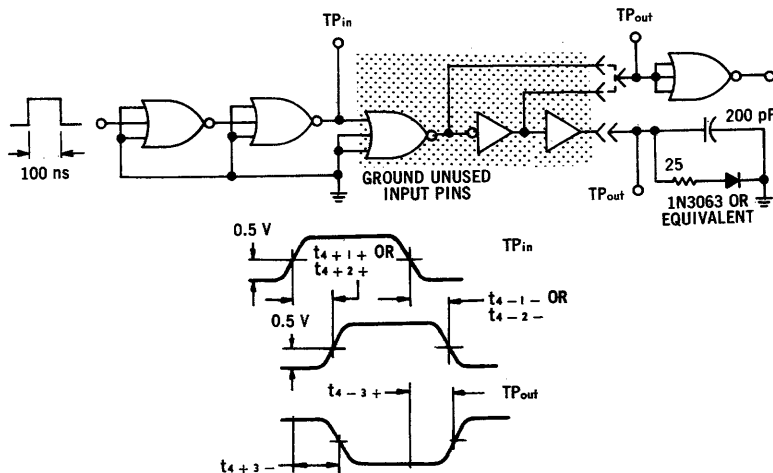 TPin
TPout
100 ns
GROUND UNUSED
INPUT PINS
200 pF
25
1N3063 OR
EQUIVALENT
TPout
0.5 V
t4+1+ OR
t4+2+
TPin
t4-1- OR
t4-2-
0.5 V
t4-3+
TPout
t4+3-